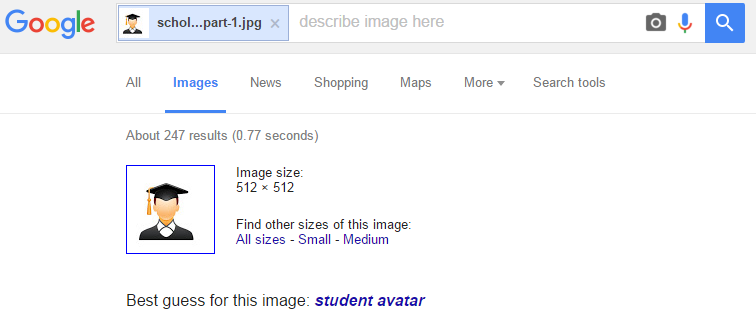 Google schol...part-1.jpg × describe image here
All Images News Shopping Maps More Search tools
About 247 results (0.77 seconds)
Image size:
512 × 512
Find other sizes of this image:
All sizes - Small - Medium
Best guess for this image: student avatar